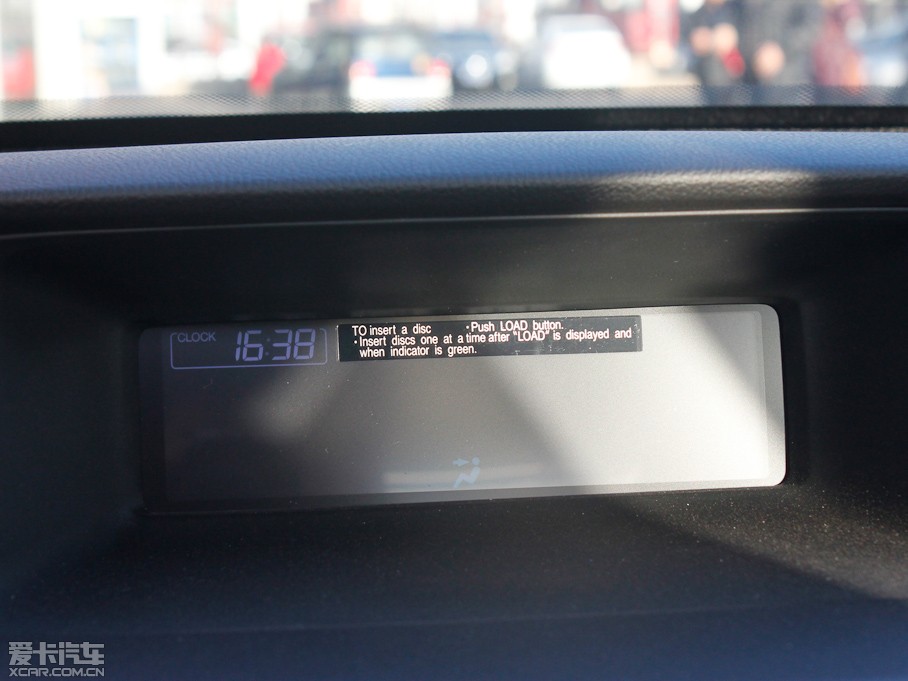 CLOCK 16:38
TO insert a disc •Push LOAD button.
•Insert discs one at a time after "LOAD" is displayed and
when indicator is green.
爱卡汽车
XCAR.COM.CN